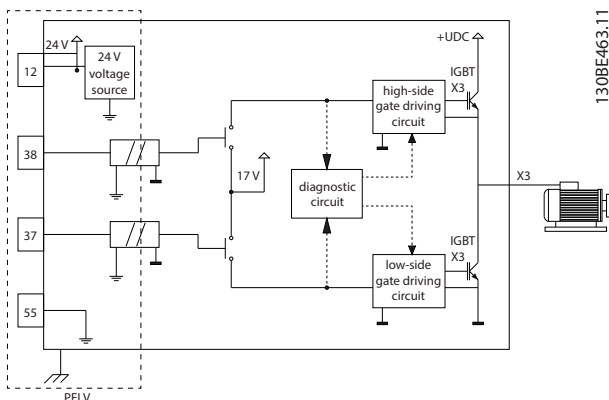 130BE463.11
24 V
+UDC
12
24 V
voltage
source
high-side
gate driving
circuit
IGBT
X3
38
17 V
diagnostic
circuit
X3
37
IGBT
X3
low-side
gate driving
circuit
55
PELV